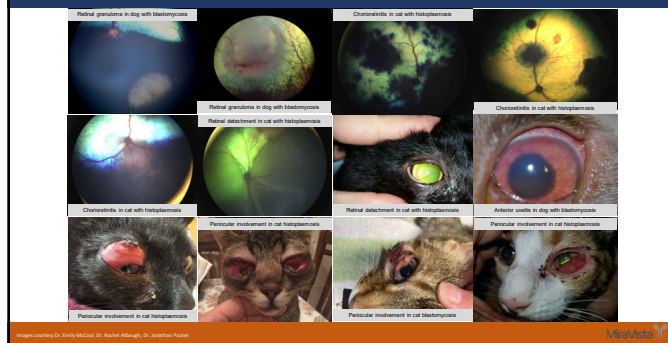 Retinal granuloma in dog with blastomycosis
Retinal granuloma in dog with blastomycosis
Chorioretinitis in cat with histoplasmosis
Chorioretinitis in cat with histoplasmosis
Chorioretinitis in cat with histoplasmosis
Retinal detachment in cat with histoplasmosis
Retinal detachment in cat with histoplasmosis
Anterior uveitis in dog with blastomycosis
Periocular involvement in cat with histoplasmosis
Periocular involvement in cat histoplasmosis
Periocular involvement in cat blastomycosis
Periocular involvement in cat histoplasmosis
Images courtesy Dr. Emily McCool, Dr. Rachel Allbaugh, Dr. Jonathan Pucket
MiraVista